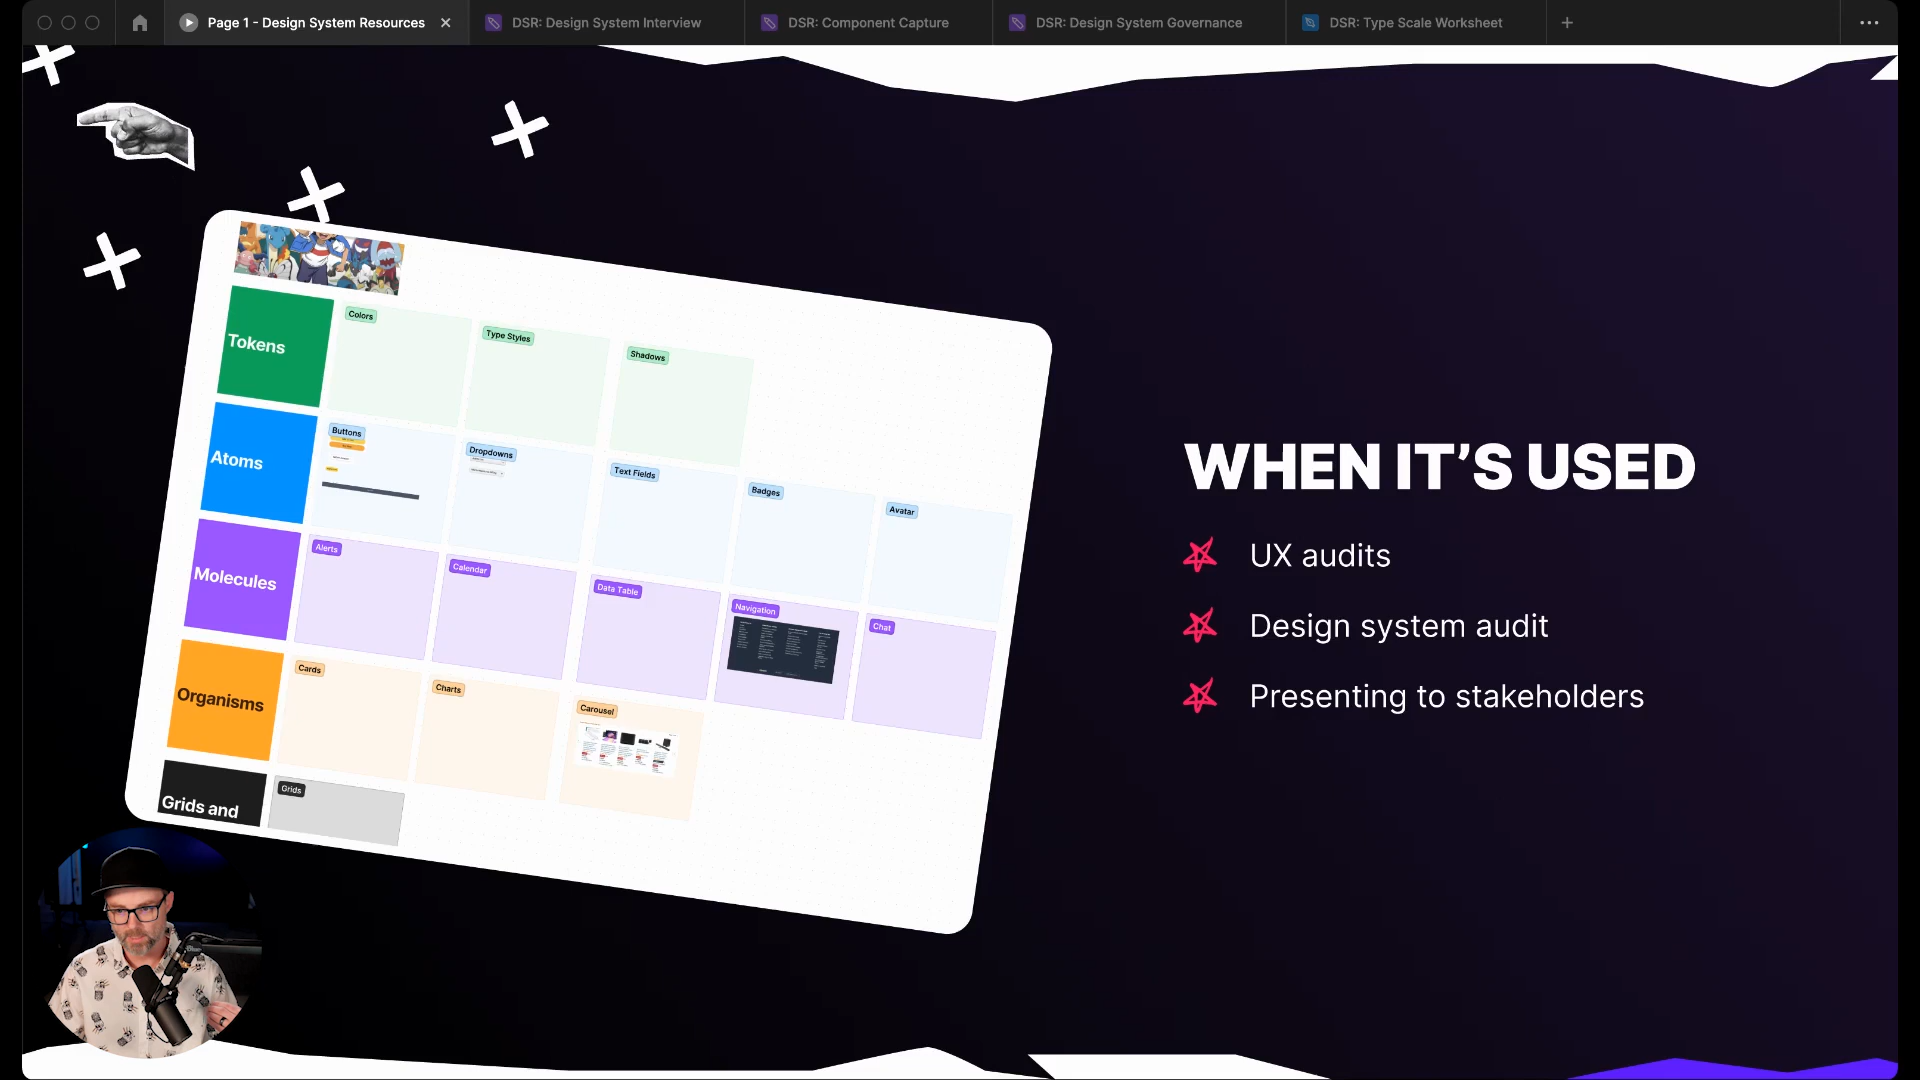 Page 1 - Design System Resources
DSR: Design System Interview
DSR: Component Capture
DSR: Design System Governance
DSR: Type Scale Worksheet
Tokens
Colors
Type Styles
Shadows
Atoms
Buttons
Dropdowns
Text Fields
Badges
Avatar
Molecules
Alerts
Calendar
Data Table
Navigation
Chat
Organisms
Cards
Charts
Carousel
Grids and
Grids
WHEN IT’S USED
UX audits
Design system audit
Presenting to stakeholders